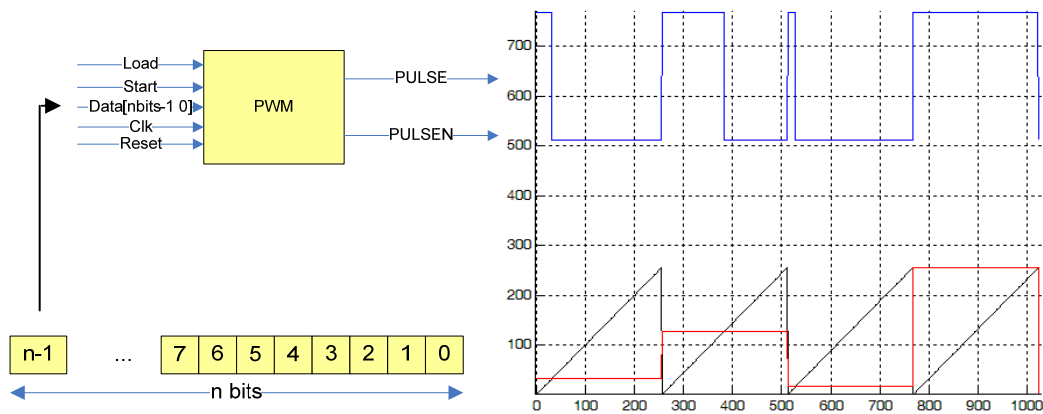 Load
Start
Data[nbits-1 0]
Clk
Reset
PWM
PULSE
PULSEN
n-1
...
7 6 5 4 3 2 1 0
n bits
700
600
500
400
300
200
100
0 100 200 300 400 500 600 700 800 900 1000